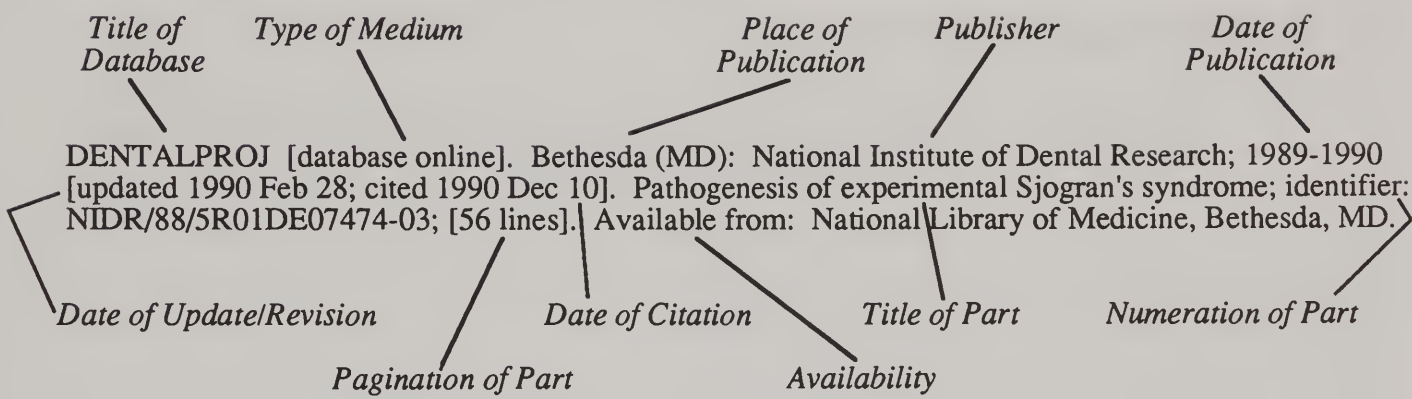 Title of Database
Type of Medium
Place of Publication
Publisher
Date of Publication
DENTALPROJ [database online]. Bethesda (MD): National Institute of Dental Research; 1989-1990
[updated 1990 Feb 28; cited 1990 Dec 10]. Pathogenesis of experimental Sjogran's syndrome; identifier:
NIDR/88/5R01DE07474-03; [56 lines]. Available from: National Library of Medicine, Bethesda, MD.
Date of Update/Revision
Date of Citation
Title of Part
Numeration of Part
Pagination of Part
Availability